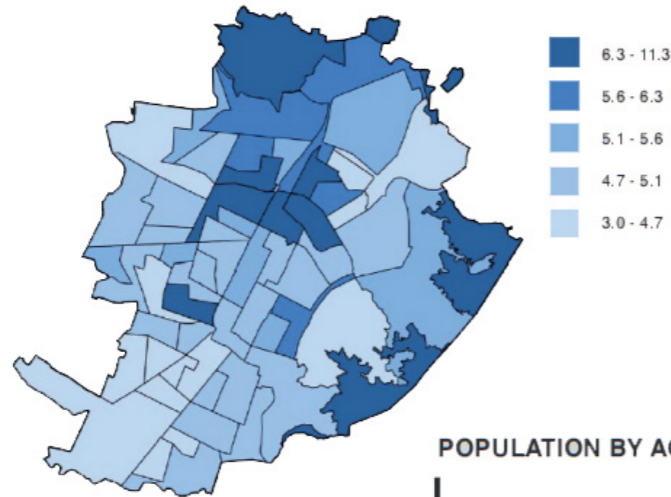 6.3 - 11.3
5.6 - 6.3
5.1 - 5.6
4.7 - 5.1
3.0 - 4.7
POPULATION BY